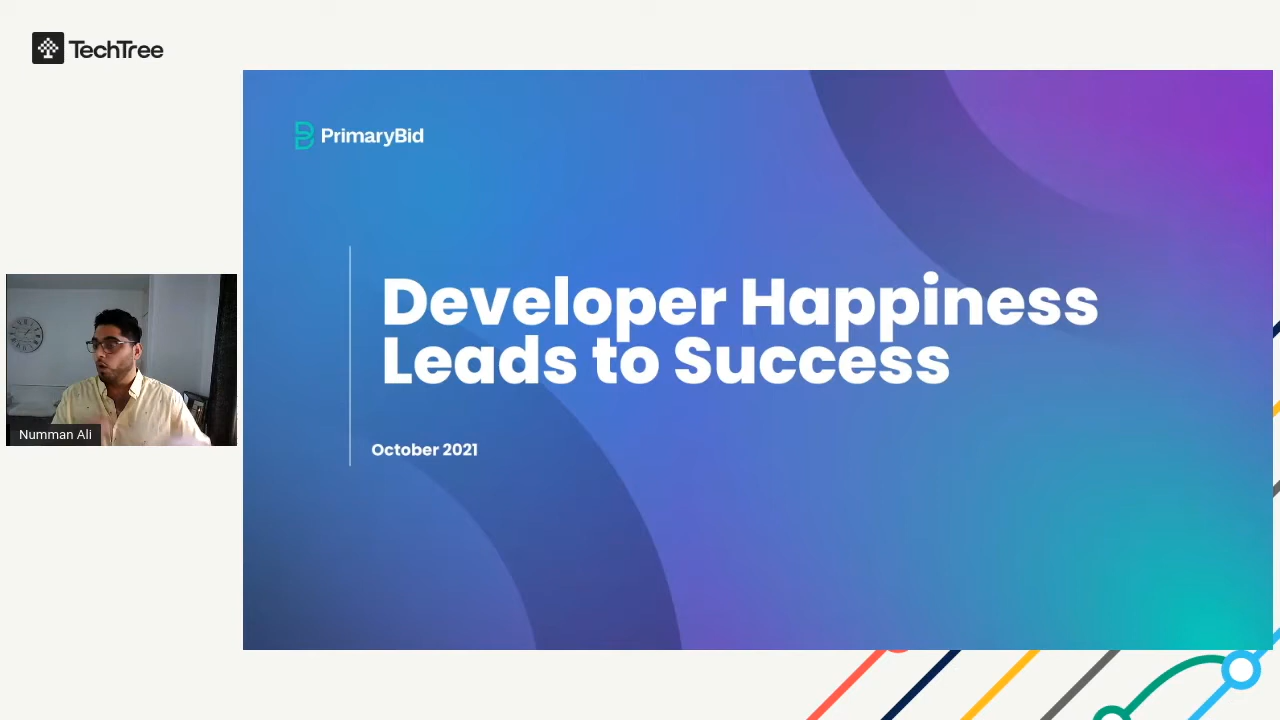 TechTree
PrimaryBid
Developer Happiness
Leads to Success
October 2021
Numman Ali